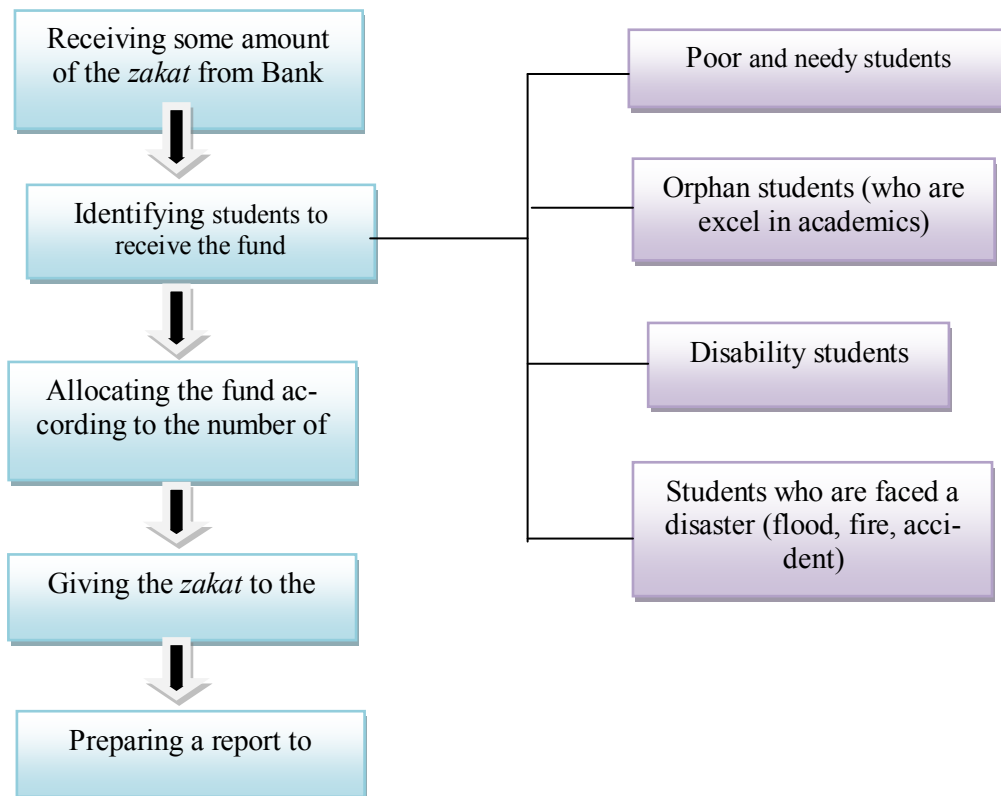 Receiving some amount
of the zakat from Bank
Identifying students to
receive the fund
Allocating the fund ac-
cording to the number of
Giving the zakat to the
Preparing a report to
Poor and needy students
Orphan students (who are
excel in academics)
Disability students
Students who are faced a
disaster (flood, fire, acci-
dent)